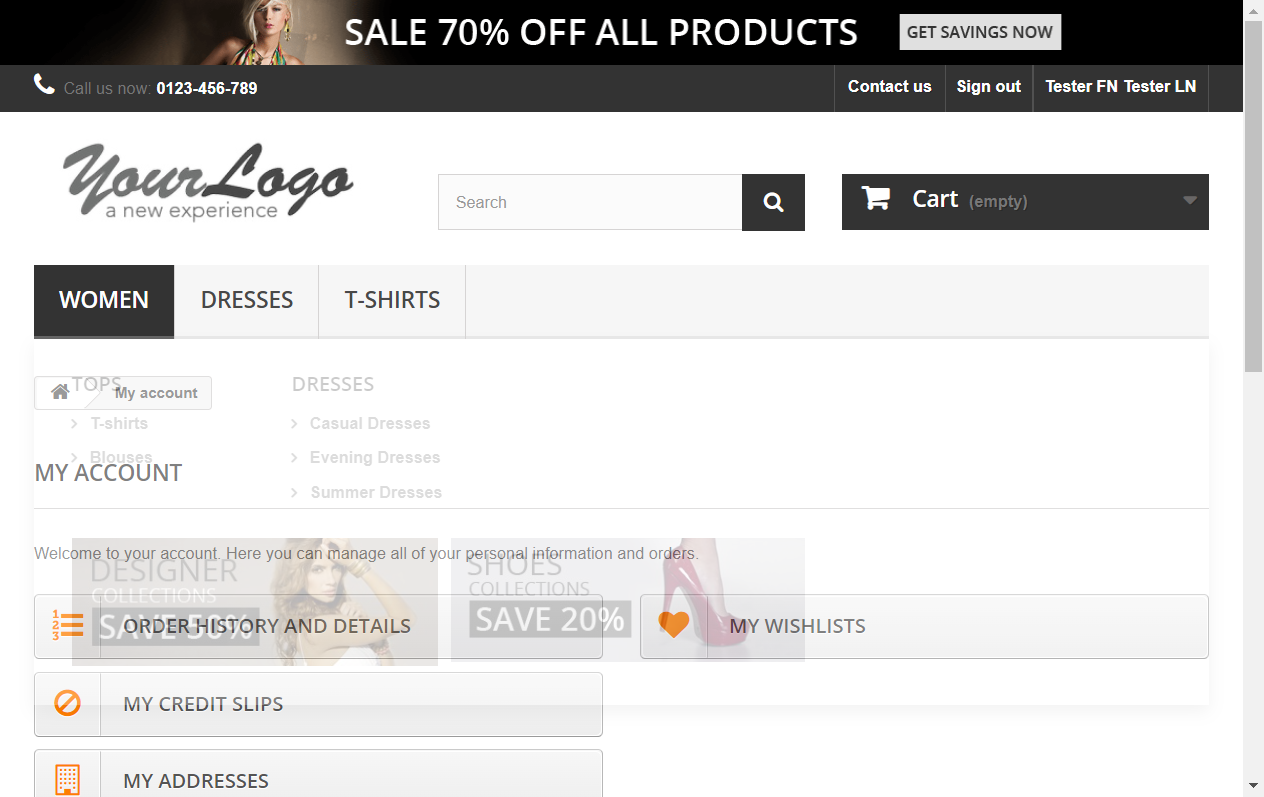 SALE 70% OFF ALL PRODUCTS
GET SAVINGS NOW
Call us now: 0123-456-789
Contact us
Sign out
Tester FN Tester LN
YourLogo
a new experience
Search
Cart (empty)
WOMEN
DRESSES
T-SHIRTS
TOPS
DRESSES
My account
T-shirts
Casual Dresses
Blouses
Evening Dresses
MY ACCOUNT
Summer Dresses
Welcome to your account. Here you can manage all of your personal information and orders.
DESIGNER
COLLECTIONS
SAVE 50%
SHOES
COLLECTIONS
SAVE 20%
1
2
3
ORDER HISTORY AND DETAILS
MY WISHLISTS
MY CREDIT SLIPS
MY ADDRESSES